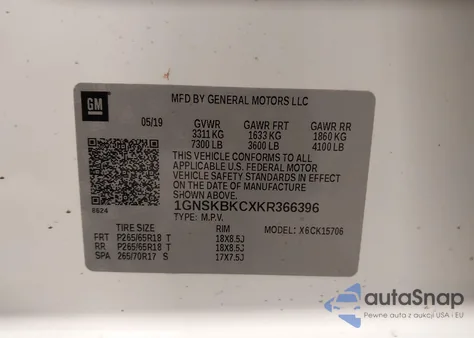 GM
MFD BY GENERAL MOTORS LLC
05/19 GVWR GAWR FRT GAWR RR
3311 KG 1633 KG 1860 KG
7300 LB 3600 LB 4100 LB
THIS VEHICLE CONFORMS TO ALL
APPLICABLE U.S. FEDERAL MOTOR
VEHICLE SAFETY STANDARDS IN
EFFECT ON THE DATE OF MANUFACTURE
SHOWN ABOVE.
8624
1GNSKBKCXKR366396
TYPE: M.P.V. MODEL: X6CK15706
TIRE SIZE RIM
FRT P265/65R18 T 18X8.5J
RR P265/65R18 T 18X8.5J
SPA 265/70R17 S 17X7.5J
autaSnap
Pewne auta z aukcji USA i EU